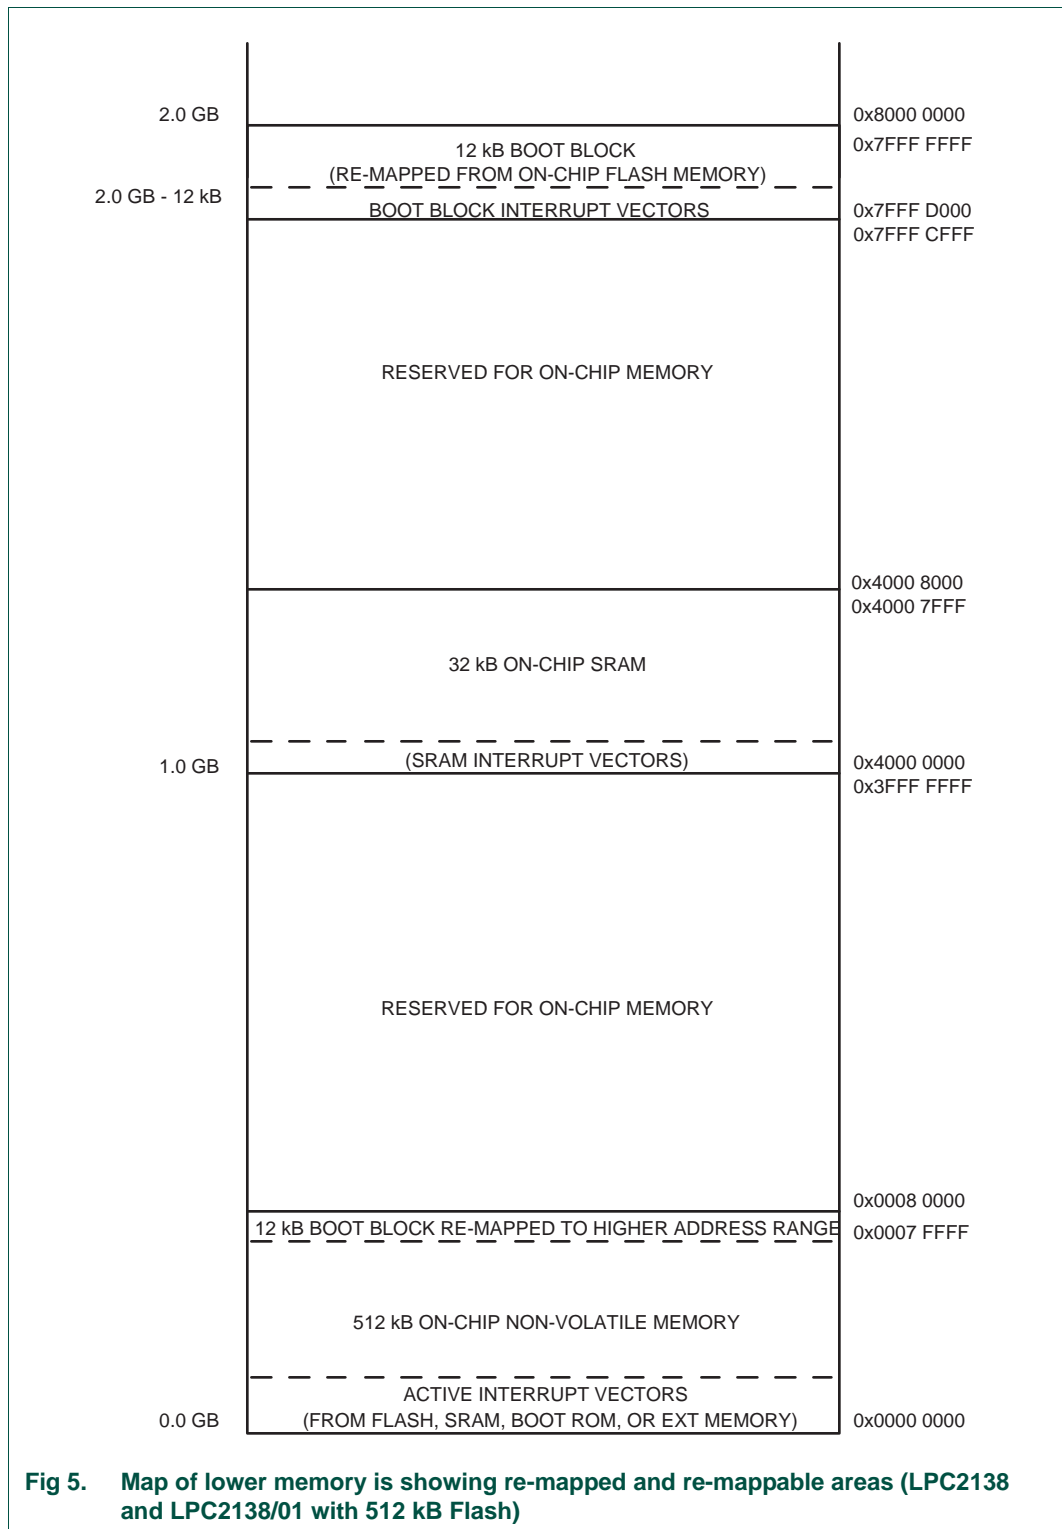 2.0 GB
0x8000 0000
12 kB BOOT BLOCK
0x7FFF FFFF
(RE-MAPPED FROM ON-CHIP FLASH MEMORY)
2.0 GB - 12 kB
BOOT BLOCK INTERRUPT VECTORS
0x7FFF D000
0x7FFF CFFF
RESERVED FOR ON-CHIP MEMORY
0x4000 8000
0x4000 7FFF
32 kB ON-CHIP SRAM
(SRAM INTERRUPT VECTORS)
1.0 GB
0x4000 0000
0x3FFF FFFF
RESERVED FOR ON-CHIP MEMORY
0x0008 0000
12 kB BOOT BLOCK RE-MAPPED TO HIGHER ADDRESS RANGE
0x0007 FFFF
512 kB ON-CHIP NON-VOLATILE MEMORY
ACTIVE INTERRUPT VECTORS
0.0 GB
(FROM FLASH, SRAM, BOOT ROM, OR EXT MEMORY)
0x0000 0000
Fig 5. Map of lower memory is showing re-mapped and re-mappable areas (LPC2138
and LPC2138/01 with 512 kB Flash)